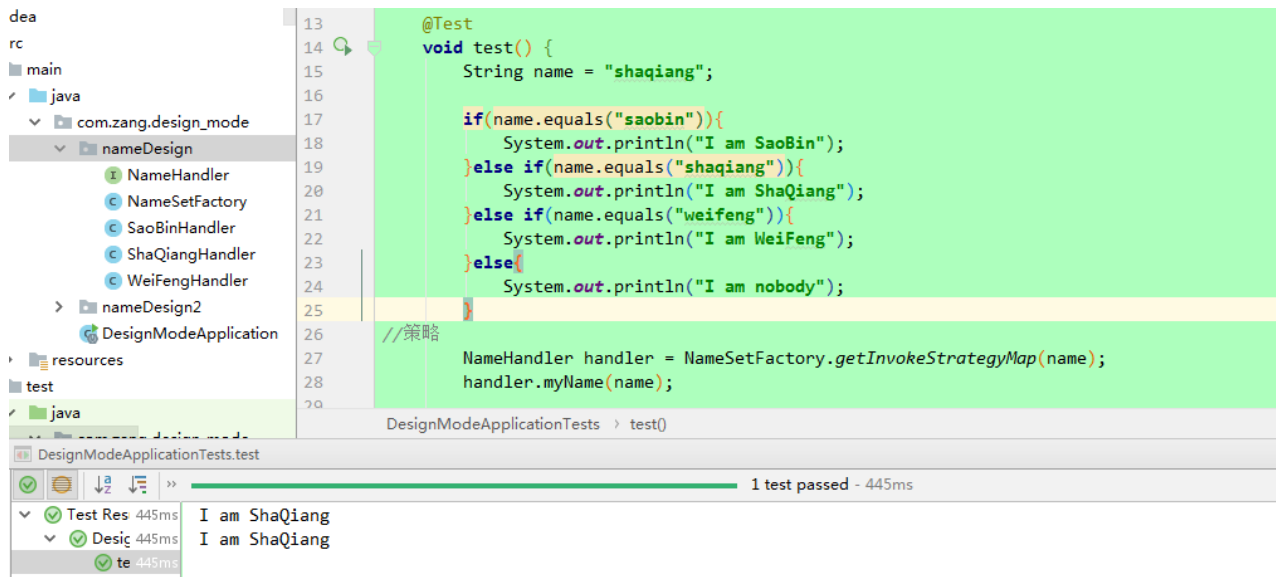 dea
rc
main
java
com.zang.design_mode
nameDesign
NameHandler
NameSetFactory
SaoBinHandler
ShaQiangHandler
WeiFengHandler
nameDesign2
DesignModeApplication
resources
test
java
13 @Test
14 void test() {
15 String name = "shaqiang";
16
17 if(name.equals("saobin")){
18 System.out.println("I am SaoBin");
19 }else if(name.equals("shaqiang")){
20 System.out.println("I am ShaQiang");
21 }else if(name.equals("weifeng")){
22 System.out.println("I am WeiFeng");
23 }else{
24 System.out.println("I am nobody");
25 }
26 //策略
27 NameHandler handler = NameSetFactory.getInvokeStrategyMap(name);
28 handler.myName(name);
29
DesignModeApplicationTests › test()
DesignModeApplicationTests.test
1 test passed - 445ms
Test Res 445ms
Desig 445ms
te 445ms
I am ShaQiang
I am ShaQiang